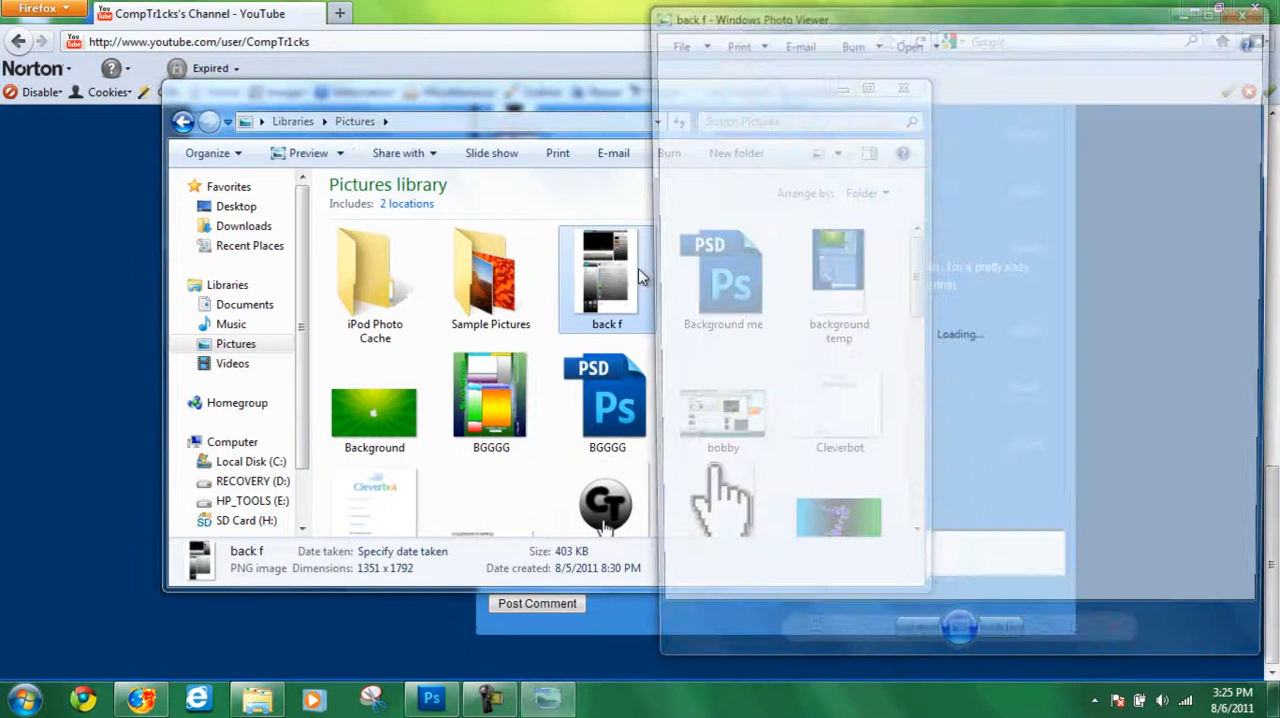 Firefox
CompTr1cks's Channel - YouTube
back f - Windows Photo Viewer
http://www.youtube.com/user/CompTr1cks
Google
File Print E-mail Burn Open
Norton
Expired
Disable Cookies
Libraries Pictures
Search Pictures
Organize Preview Share with Slide show Print E-mail Burn New folder
Pictures library
Includes: 2 locations
Arrange by: Folder
Favorites
Desktop
Downloads
Recent Places
Libraries
Documents
Music
Pictures
Videos
Homegroup
Computer
Local Disk (C:)
RECOVERY (D:)
HP_TOOLS (E:)
SD Card (H:)
iPod Photo Cache
Sample Pictures
back f
PSD
Ps
Background me
background temp
Background
BGGGG
PSD
Ps
BGGGG
bobby
Cleverbot
Cleverbot
CT
I'm a pretty easy
Loading...
back f
Date taken: Specify date taken
Size: 403 KB
PNG image
Dimensions: 1351 x 1792
Date created: 8/5/2011 8:30 PM
Post Comment
Ps
3:25 PM
8/6/2011